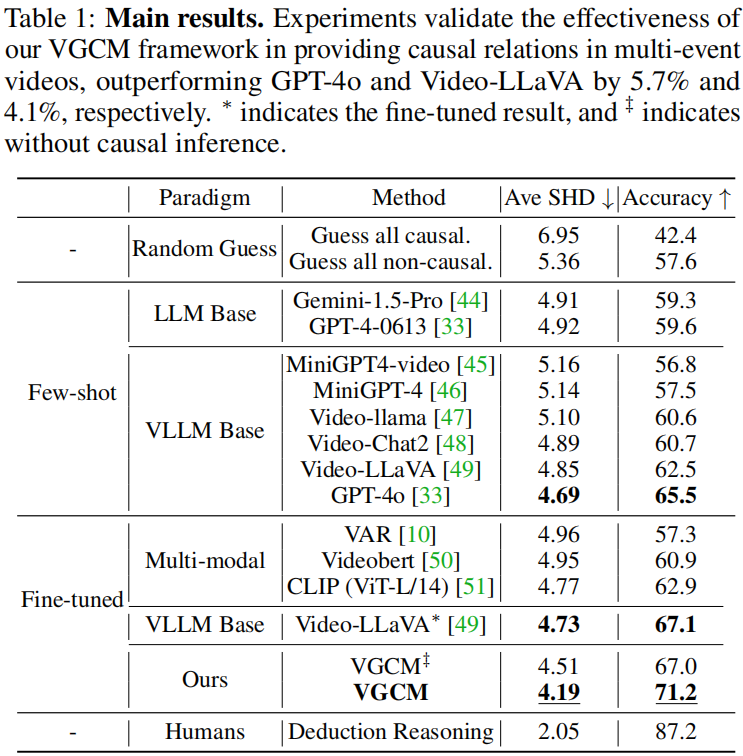 Table 1: Main results. Experiments validate the effectiveness of
our VGCM framework in providing causal relations in multi-event
videos, outperforming GPT-4o and Video-LLaVA by 5.7% and
4.1%, respectively. * indicates the fine-tuned result, and ‡ indicates
without causal inference.
Paradigm Method Ave SHD ↓ Accuracy ↑
- Random Guess Guess all causal. 6.95 42.4
Guess all non-causal. 5.36 57.6
Few-shot LLM Base Gemini-1.5-Pro [44] 4.91 59.3
GPT-4-0613 [33] 4.92 59.6
VLLM Base MiniGPT4-video [45] 5.16 56.8
MiniGPT-4 [46] 5.14 57.5
Video-llama [47] 5.10 60.6
Video-Chat2 [48] 4.89 60.7
Video-LLaVA [49] 4.85 62.5
GPT-4o [33] 4.69 65.5
Fine-tuned Multi-modal VAR [10] 4.96 57.3
Videobert [50] 4.95 60.9
CLIP (ViT-L/14) [51] 4.77 62.9
VLLM Base Video-LLaVA* [49] 4.73 67.1
Ours VGCM‡ 4.51 67.0
VGCM 4.19 71.2
- Humans Deduction Reasoning 2.05 87.2